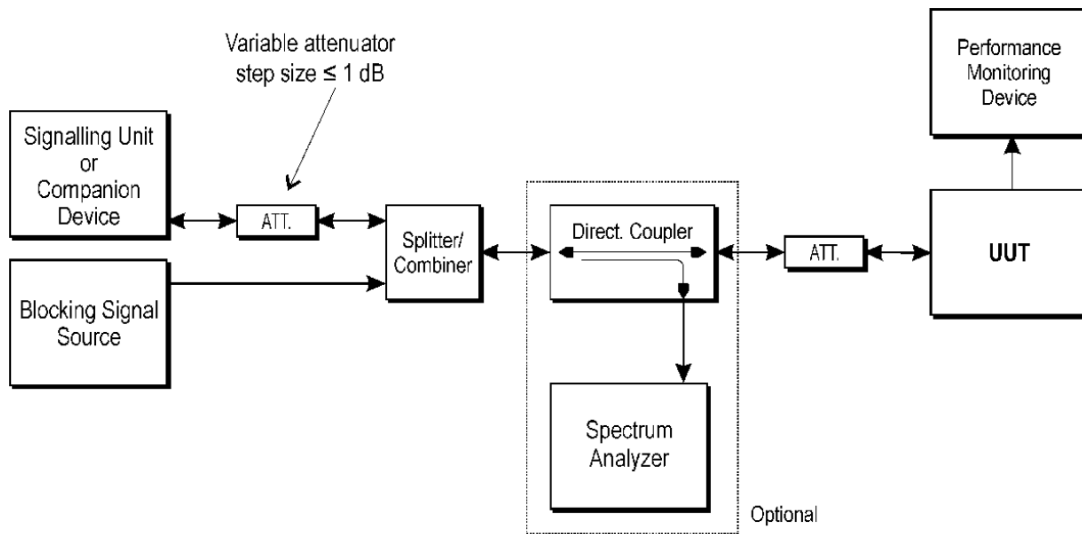 Variable attenuator
step size ≤ 1 dB
Performance
Monitoring
Device
Signalling Unit
or
Companion
Device
ATT.
Splitter/
Combiner
Direct. Coupler
ATT.
UUT
Blocking Signal
Source
Spectrum
Analyzer
Optional